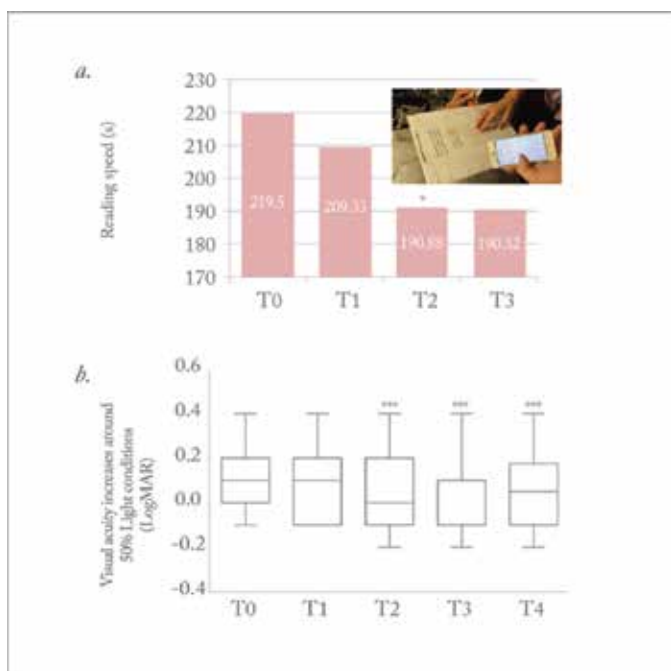 a.
Reading speed (s)
230
220
210
200
190
180
170
219.5
209.33
190.88
*
190.52
T0
T1
T2
T3
b.
Visual acuity increases around
50% Light conditions
(LogMAR)
0.6
0.4
0.2
0.0
-0.2
-0.4
***
***
***
T0
T1
T2
T3
T4